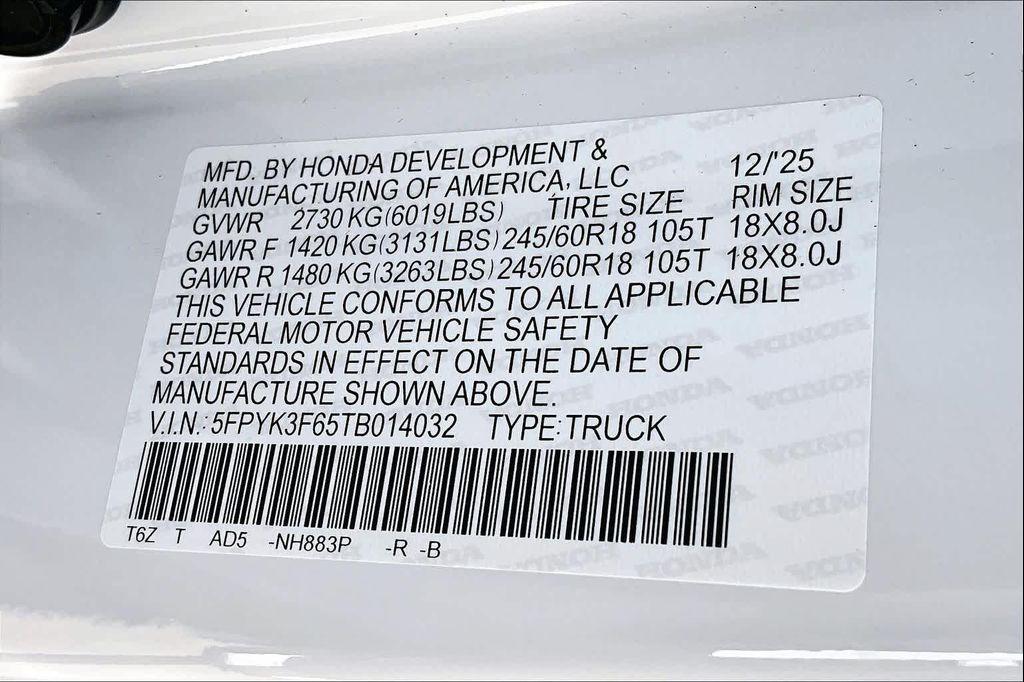 MFD. BY HONDA DEVELOPMENT &
MANUFACTURING OF AMERICA, LLC 12/'25
GVWR 2730 KG(6019LBS) TIRE SIZE RIM SIZE
GAWR F 1420 KG(3131LBS) 245/60R18 105T 18X8.0J
GAWR R 1480 KG(3263LBS) 245/60R18 105T 18X8.0J
THIS VEHICLE CONFORMS TO ALL APPLICABLE
FEDERAL MOTOR VEHICLE SAFETY
STANDARDS IN EFFECT ON THE DATE OF
MANUFACTURE SHOWN ABOVE.
V.I.N.: 5FPYK3F65TB014032 TYPE: TRUCK
T6Z T AD5 -NH883P -R -B